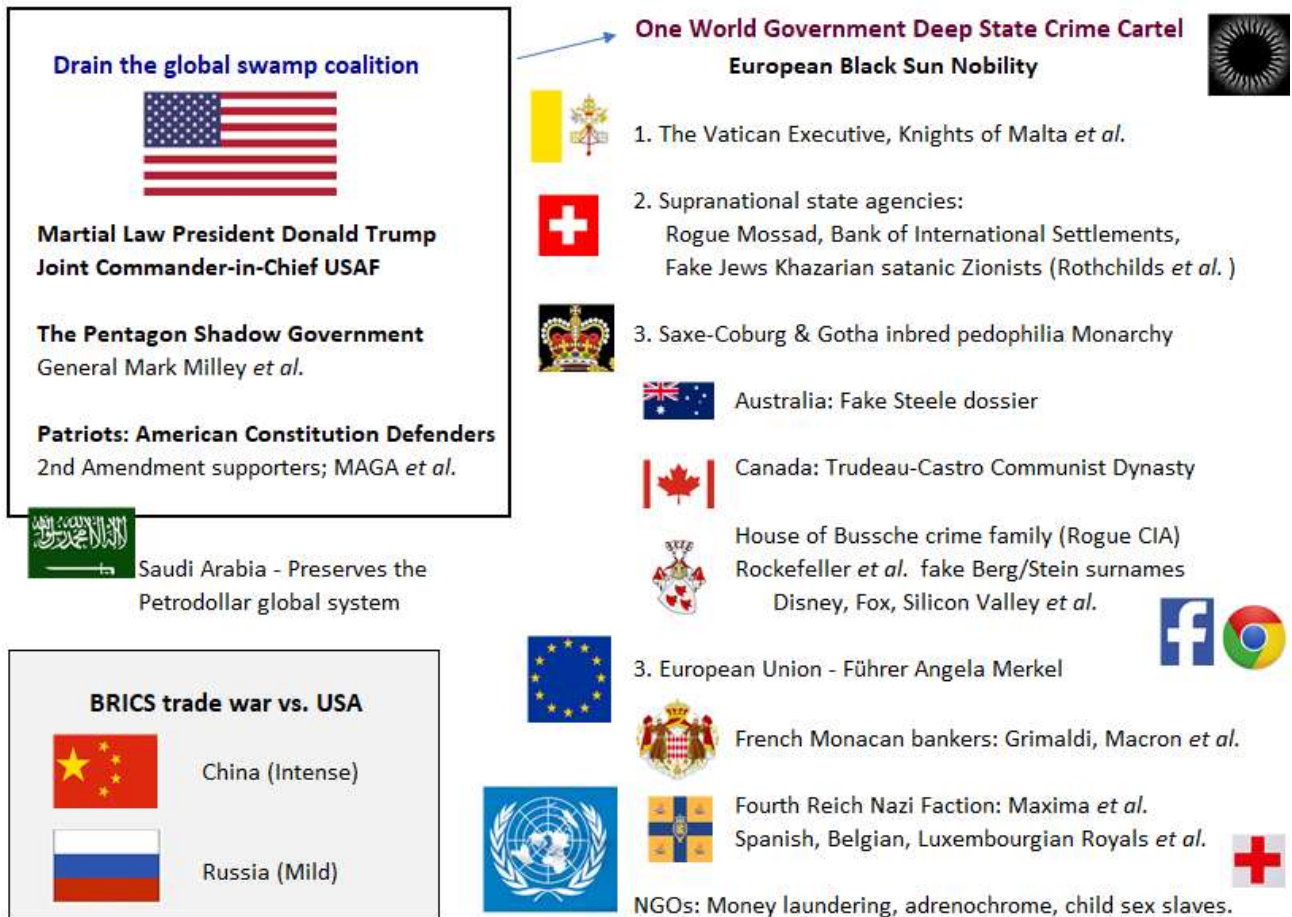 Drain the global swamp coalition
Martial Law President Donald Trump
Joint Commander-in-Chief USAF
The Pentagon Shadow Government
General Mark Milley et al.
Patriots: American Constitution Defenders
2nd Amendment supporters; MAGA et al.
Saudi Arabia - Preserves the
Petrodollar global system
BRICS trade war vs. USA
China (Intense)
Russia (Mild)
One World Government Deep State Crime Cartel
European Black Sun Nobility
1. The Vatican Executive, Knights of Malta et al.
2. Supranational state agencies:
Rogue Mossad, Bank of International Settlements,
Fake Jews Khazarian satanic Zionists (Rothchilds et al. )
3. Saxe-Coburg & Gotha inbred pedophilia Monarchy
Australia: Fake Steele dossier
Canada: Trudeau-Castro Communist Dynasty
House of Bussche crime family (Rogue CIA)
Rockefeller et al. fake Berg/Stein surnames
Disney, Fox, Silicon Valley et al.
f
3. European Union - Führer Angela Merkel
French Monacan bankers: Grimaldi, Macron et al.
Fourth Reich Nazi Faction: Maxima et al.
Spanish, Belgian, Luxembourgian Royals et al.
NGOs: Money laundering, adrenochrome, child sex slaves.